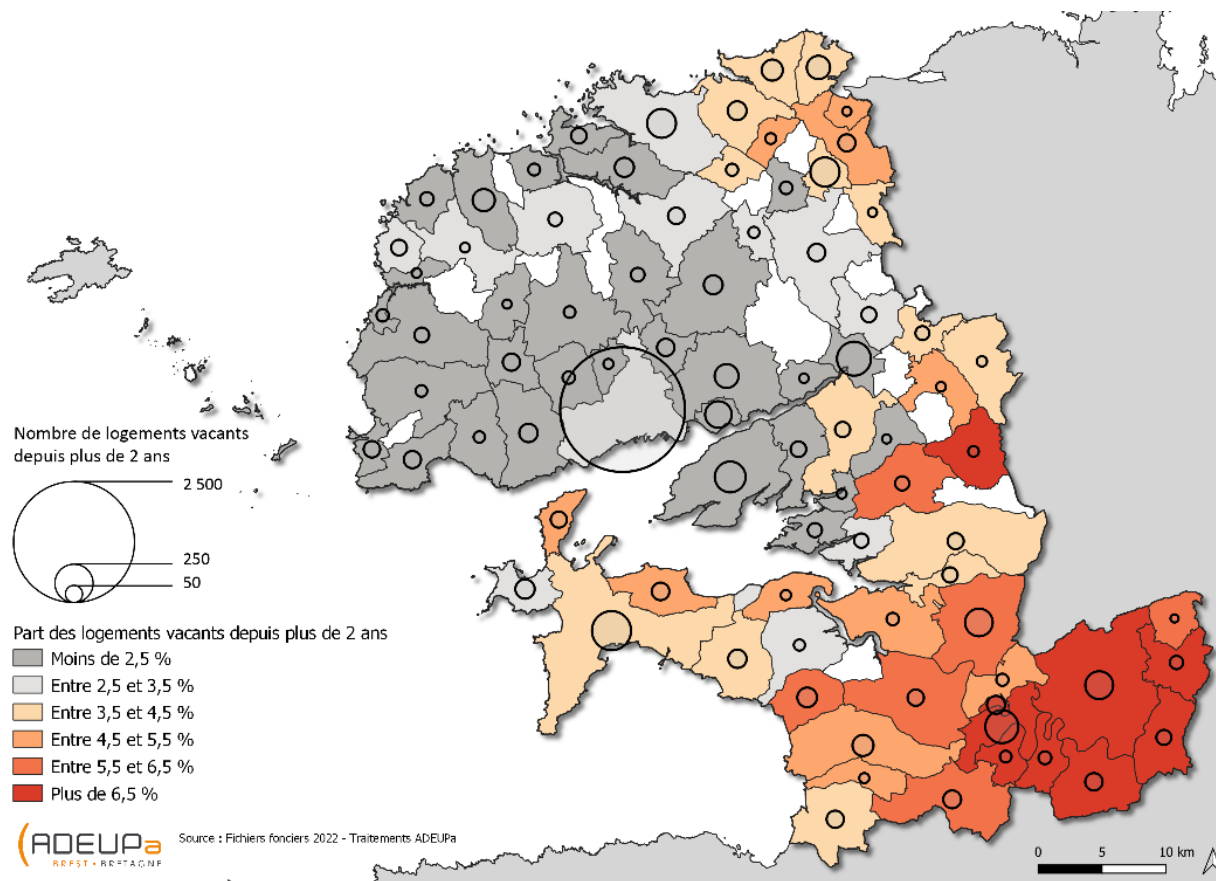 Nombre de logements vacants
depuis plus de 2 ans
2 500
250
50
Part des logements vacants depuis plus de 2 ans
Moins de 2,5 %
Entre 2,5 et 3,5 %
Entre 3,5 et 4,5 %
Entre 4,5 et 5,5 %
Entre 5,5 et 6,5 %
Plus de 6,5 %
ADEUPa
BREST • BRETAGNE
Source : Fichiers fonciers 2022 - Traitements ADEUPa
0 5 10 km